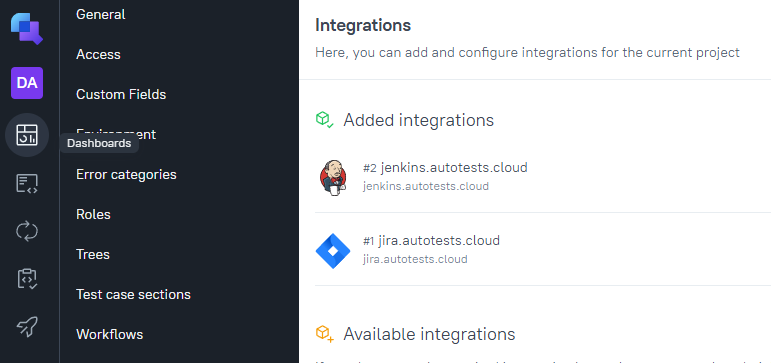 DA
Dashboards
General
Access
Custom Fields
Environment
Error categories
Roles
Trees
Test case sections
Workflows
Integrations
Here, you can add and configure integrations for the current project
Added integrations
#2 jenkins.autotests.cloud
jenkins.autotests.cloud
#1 jira.autotests.cloud
jira.autotests.cloud
Available integrations